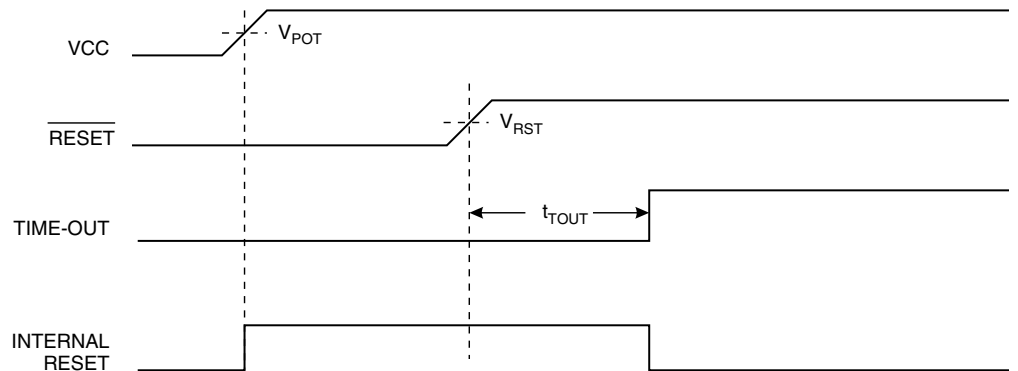 VCC
VPOT
RESET
VRST
TIME-OUT
tTOUT
INTERNAL
RESET